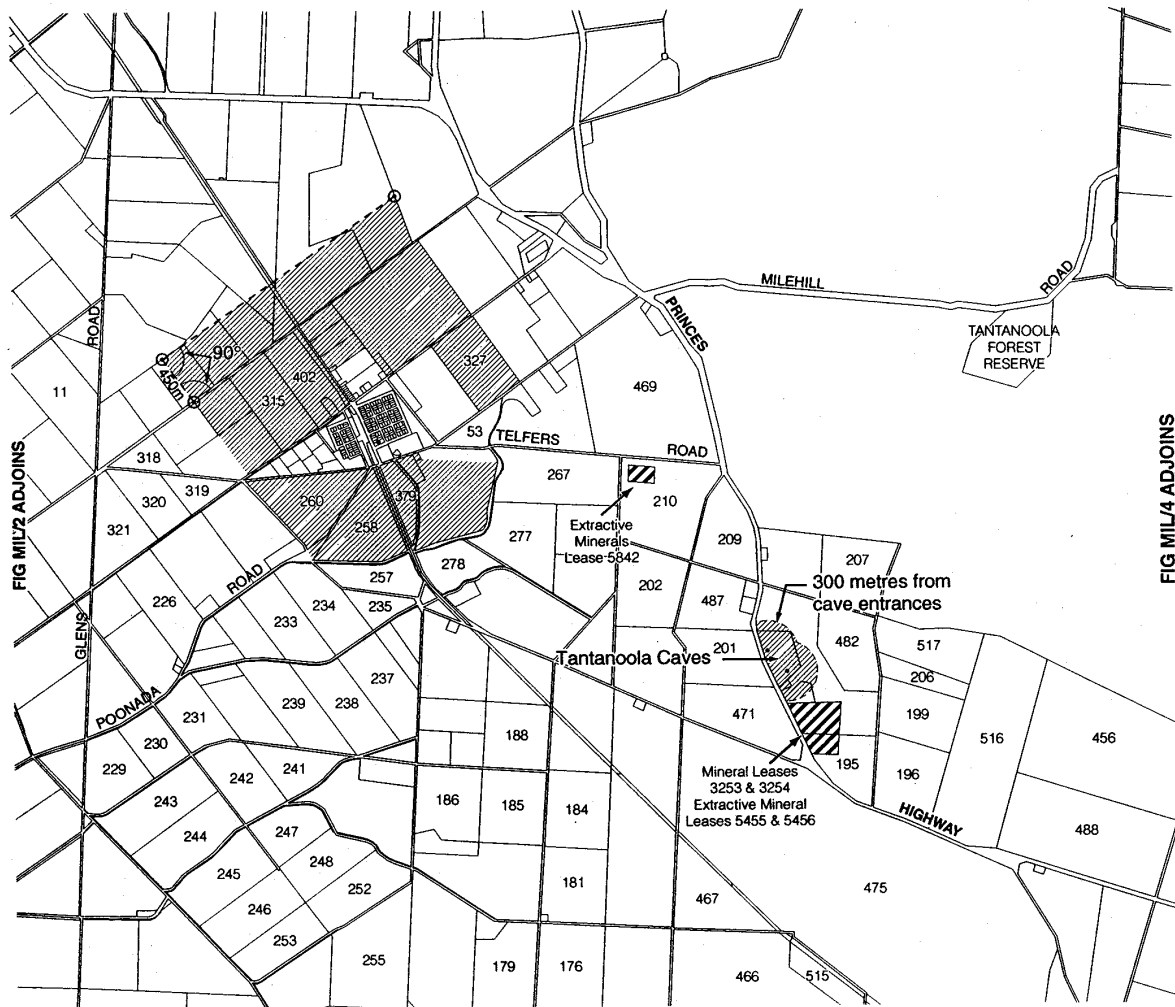 MILEHILL
ROAD
PRINCES
TANTANOOLA
FOREST
RESERVE
ROAD
90°
450m
327
402
315
469
11
53
TELFERS
ROAD
318
319
320
321
267
210
260
379
258
Extractive
Minerals
Lease 5842
277
209
207
278
257
226
ROAD
234
235
233
202
487
300 metres from
cave entrances
482
517
201
Tantanoola Caves
206
237
GLENS
POONADA
239
238
231
230
229
471
199
188
516
456
242
241
243
195
196
Mineral Leases
3253 & 3254
Extractive Mineral
Leases 5455 & 5456
HIGHWAY
186
185
184
488
244
247
245
248
252
181
475
246
467
253
255
179
176
466
515
FIG MIL/2 ADJOINS
FIG MIL/4 ADJOINS